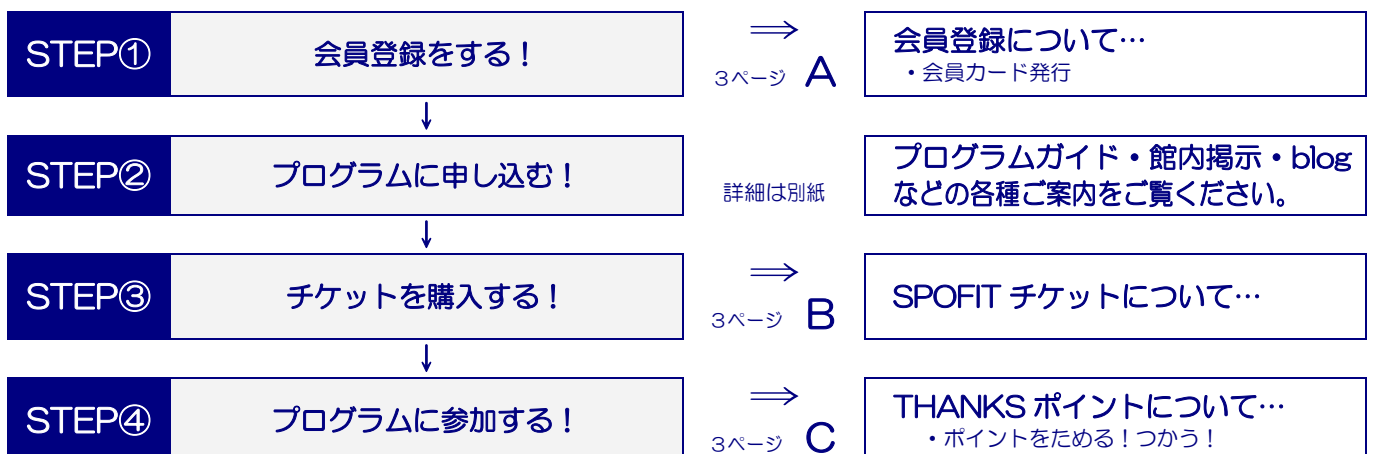 STEP① 会員登録をする！ ⇒ 会員登録について…
3ページ A ・会員カード発行
↓
STEP② プログラムに申し込む！ 詳細は別紙 プログラムガイド・館内掲示・blog
などの各種ご案内をご覧ください。
↓
STEP③ チケットを購入する！ ⇒ SPOFIT チケットについて…
3ページ B
↓
STEP④ プログラムに参加する！ ⇒ THANKS ポイントについて…
3ページ C ・ポイントをためる！つかう！